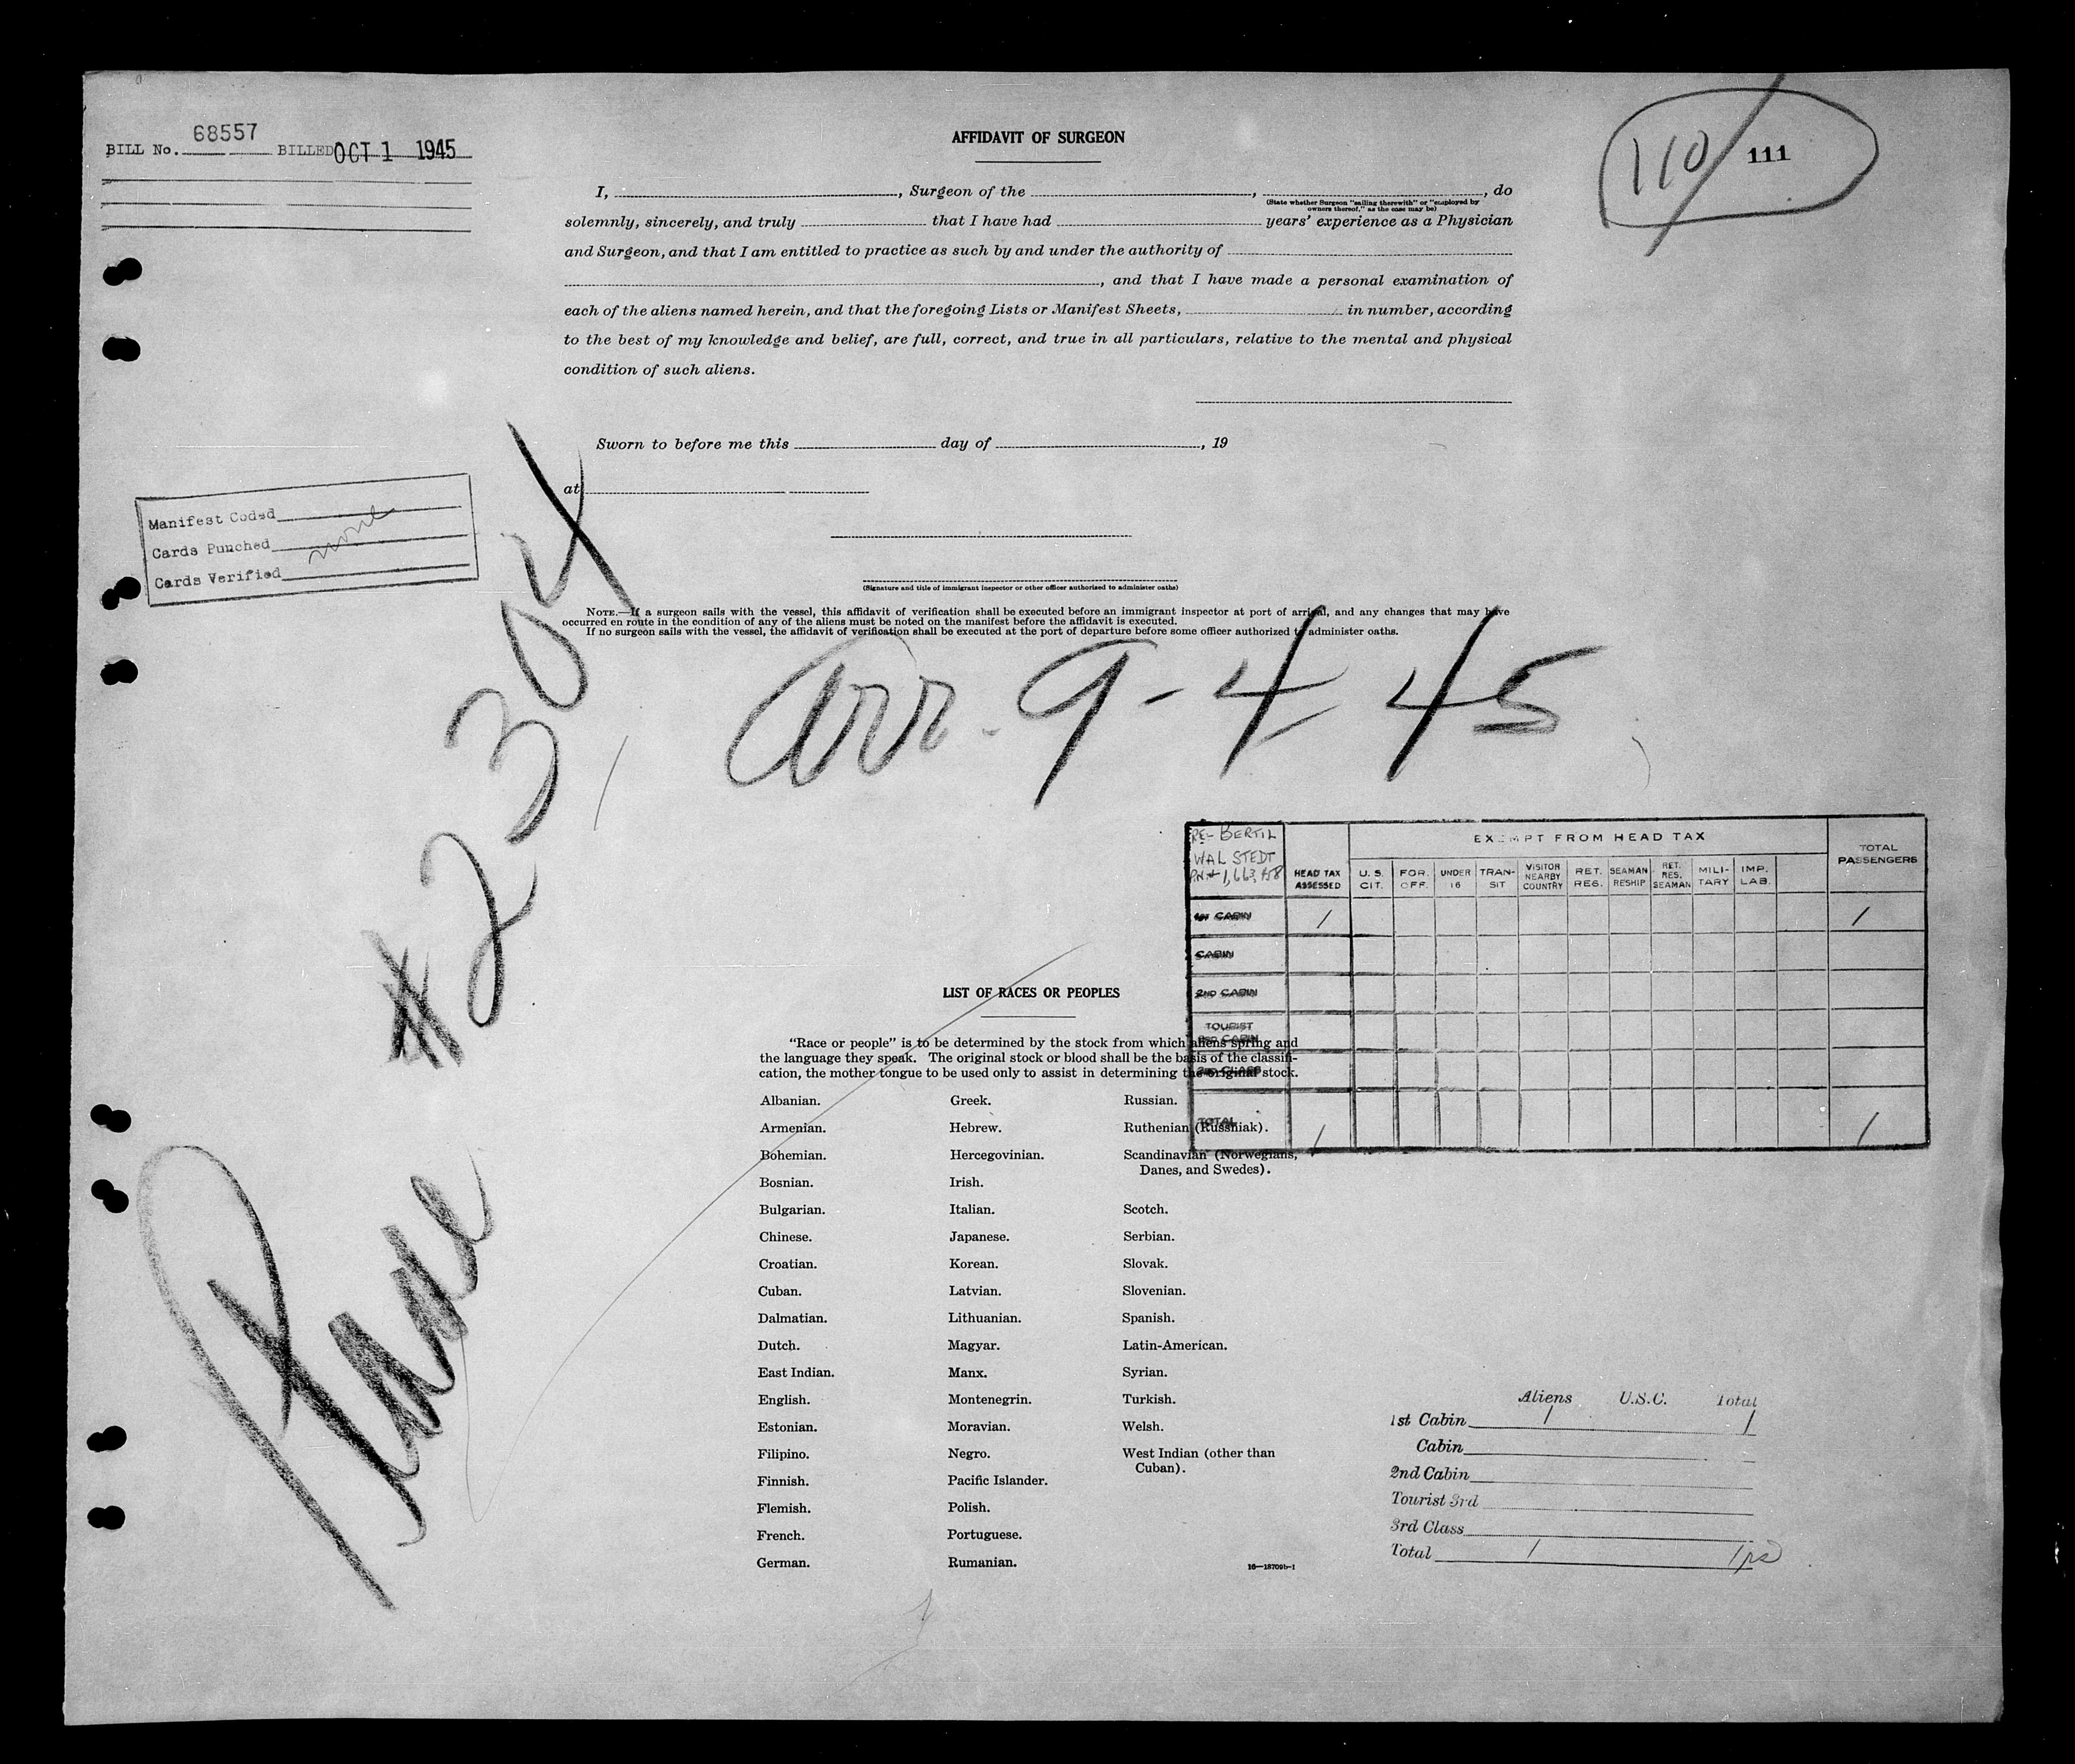 BILL No. 68557 BILLED OCT 1 1945
AFFIDAVIT OF SURGEON
110
111
I, , Surgeon of the , , do
(State whether Surgeon "sailing therewith" or "employed by
owners thereof," as the case may be)
solemnly, sincerely, and truly that I have had years' experience as a Physician
and Surgeon, and that I am entitled to practice as such by and under the authority of
, and that I have made a personal examination of
each of the aliens named herein, and that the foregoing Lists or Manifest Sheets, in number, according
to the best of my knowledge and belief, are full, correct, and true in all particulars, relative to the mental and physical
condition of such aliens.
Sworn to before me this day of , 19
at
Manifest Coded
Cards Punched none
Cards Verified
(Signature and title of immigrant inspector or other officer authorized to administer oaths)
NOTE.—If a surgeon sails with the vessel, this affidavit of verification shall be executed before an immigrant inspector at port of arrival, and any changes that may have
occurred en route in the condition of any of the aliens must be noted on the manifest before the affidavit is executed.
If no surgeon sails with the vessel, the affidavit of verification shall be executed at the port of departure before some officer authorized to administer oaths.
Plane #2304
Arr. 9-4-45
RE- BERTIL
WALSTEDT
HEAD TAX
ASSESSED
EXEMPT FROM HEAD TAX
TOTAL
PASSENGERS
U. S.
CIT.
FOR.
OFF.
UNDER
16
TRAN-
SIT
VISITOR
NEARBY
COUNTRY
RET.
RES.
SEAMAN
RESHIP
RET.
RES.
SEAMAN
MILI-
TARY
IMP.
LAB.
1ST CABIN 1 1
CABIN
2ND CABIN
TOURIST
3RD CABIN
3RD CLASS
TOTAL 1 1
LIST OF RACES OR PEOPLES
"Race or people" is to be determined by the stock from which aliens spring and
the language they speak. The original stock or blood shall be the basis of the classifi-
cation, the mother tongue to be used only to assist in determining the original stock.
Albanian.
Armenian.
Bohemian.
Bosnian.
Bulgarian.
Chinese.
Croatian.
Cuban.
Dalmatian.
Dutch.
East Indian.
English.
Estonian.
Filipino.
Finnish.
Flemish.
French.
German.
Greek.
Hebrew.
Hercegovinian.
Irish.
Italian.
Japanese.
Korean.
Latvian.
Lithuanian.
Magyar.
Manx.
Montenegrin.
Moravian.
Negro.
Pacific Islander.
Polish.
Portuguese.
Rumanian.
Russian.
Ruthenian (Russniak).
Scandinavian (Norwegians,
Danes, and Swedes).
Scotch.
Serbian.
Slovak.
Slovenian.
Spanish.
Latin-American.
Syrian.
Turkish.
Welsh.
West Indian (other than
Cuban).
16—18709b-1
Aliens U.S.C. Total
1st Cabin 1 1
Cabin
2nd Cabin
Tourist 3rd
3rd Class
Total 1 1